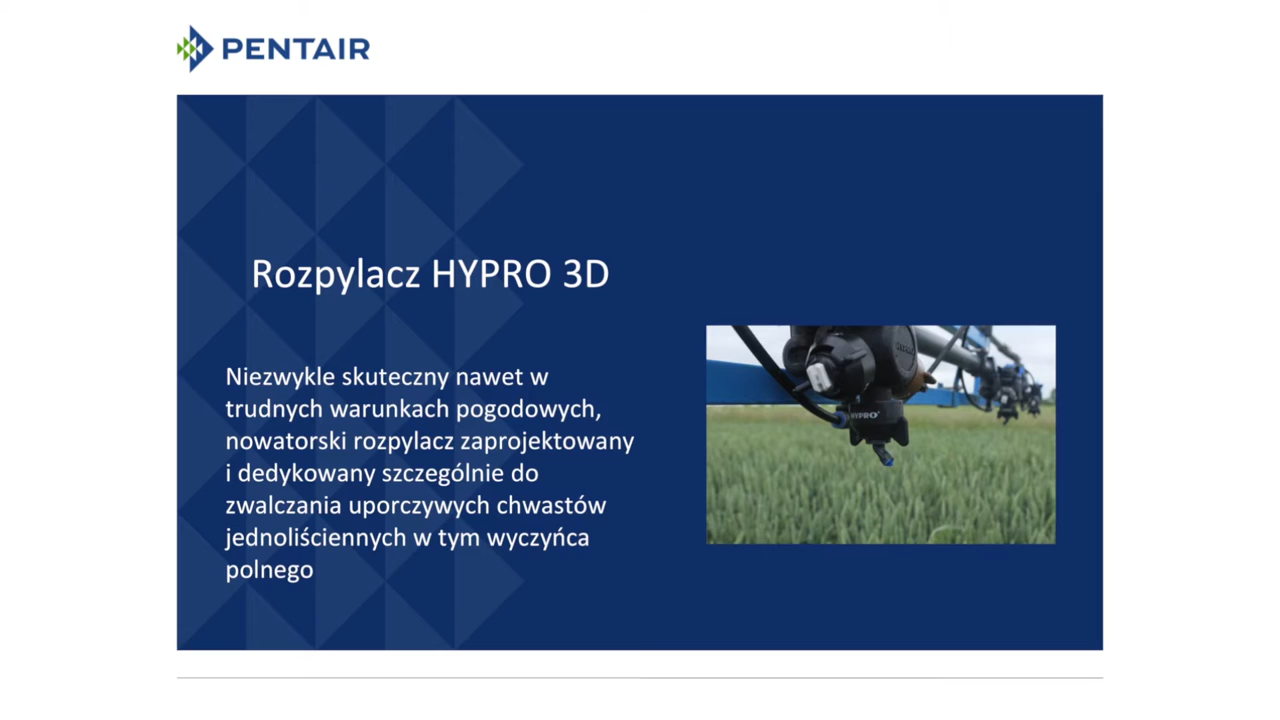 PENTAIR
Rozpylacz HYPRO 3D
Niezwykle skuteczny nawet w
trudnych warunkach pogodowych,
nowatorski rozpylacz zaprojektowany
i dedykowany szczególnie do
zwalczania uporczywych chwastów
jednoliściennych w tym wyczyńca
polnego
HYPRO
HYPRO